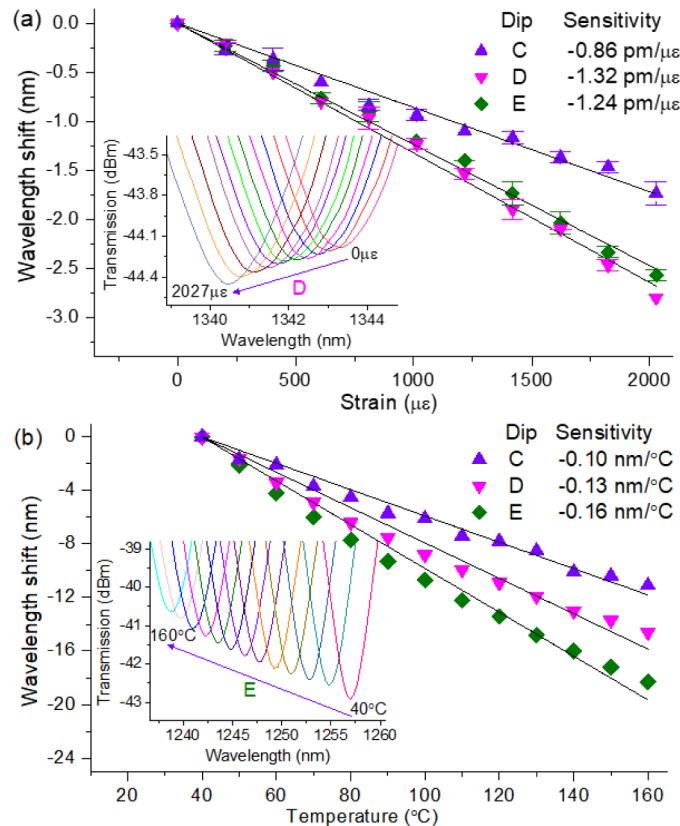 (a)
Dip Sensitivity
C -0.86 pm/με
D -1.32 pm/με
E -1.24 pm/με
0.0
-0.5
-1.0
-1.5
-2.0
-2.5
-3.0
Wavelength shift (nm)
-43.5
-43.8
-44.1
-44.4
Transmission (dBm)
0με
2027με
D
1340 1342 1344
Wavelength (nm)
0 500 1000 1500 2000
Strain (με)
(b)
Dip Sensitivity
C -0.10 nm/°C
D -0.13 nm/°C
E -0.16 nm/°C
0
-4
-8
-12
-16
-20
-24
Wavelength shift (nm)
-39
-40
-41
-42
-43
Transmission (dBm)
160°C
E
40°C
1240 1245 1250 1255 1260
Wavelength (nm)
20 40 60 80 100 120 140 160
Temperature (°C)